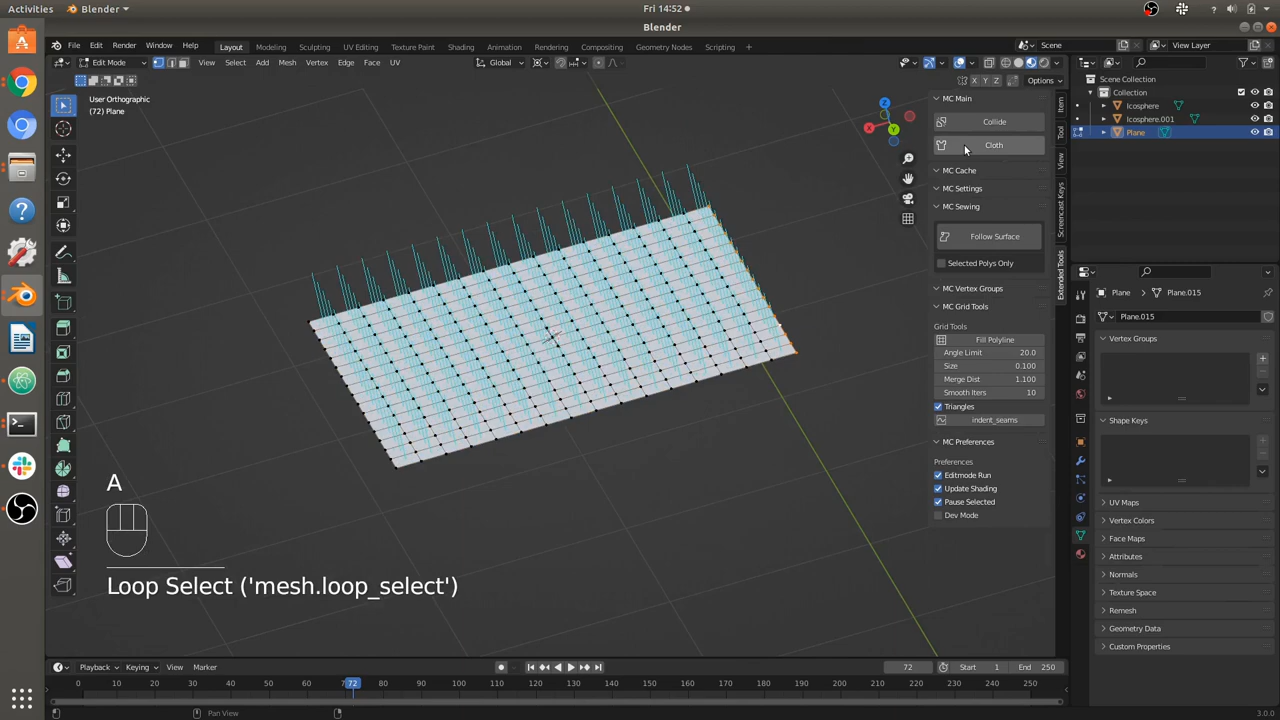 Activities
Blender
Fri 14:52
Blender
File Edit Render Window Help
Layout Modeling Sculpting UV Editing Texture Paint Shading Animation Rendering Compositing Geometry Nodes Scripting
Scene
View Layer
Edit Mode
View Select Add Mesh Vertex Edge Face UV
Global
X Y Z
Options
User Orthographic
(72) Plane
Z
X
Y
MC Main
Collide
Cloth
MC Cache
MC Settings
MC Sewing
Follow Surface
Selected Polys Only
MC Vertex Groups
MC Grid Tools
Grid Tools
Fill Polyline
Angle Limit 20.0
Size 0.100
Merge Dist 1.100
Smooth Iters 10
Triangles
indent_seams
MC Preferences
Preferences
Editmode Run
Update Shading
Pause Selected
Dev Mode
Item
Tool
View
Screencast Keys
Extended Tools
Scene Collection
Collection
Icosphere
Icosphere.001
Plane
Plane
Plane.015
Plane.015
Vertex Groups
Shape Keys
UV Maps
Vertex Colors
Face Maps
Attributes
Normals
Texture Space
Remesh
Geometry Data
Custom Properties
A
Loop Select ('mesh.loop_select')
Playback Keying View Marker
72
Start 1
End 250
0 10 20 30 40 50 60 72 80 90 100 110 120 130 140 150 160 170 180 190 200 210 220 230 240 250
Pan View
3.0.0